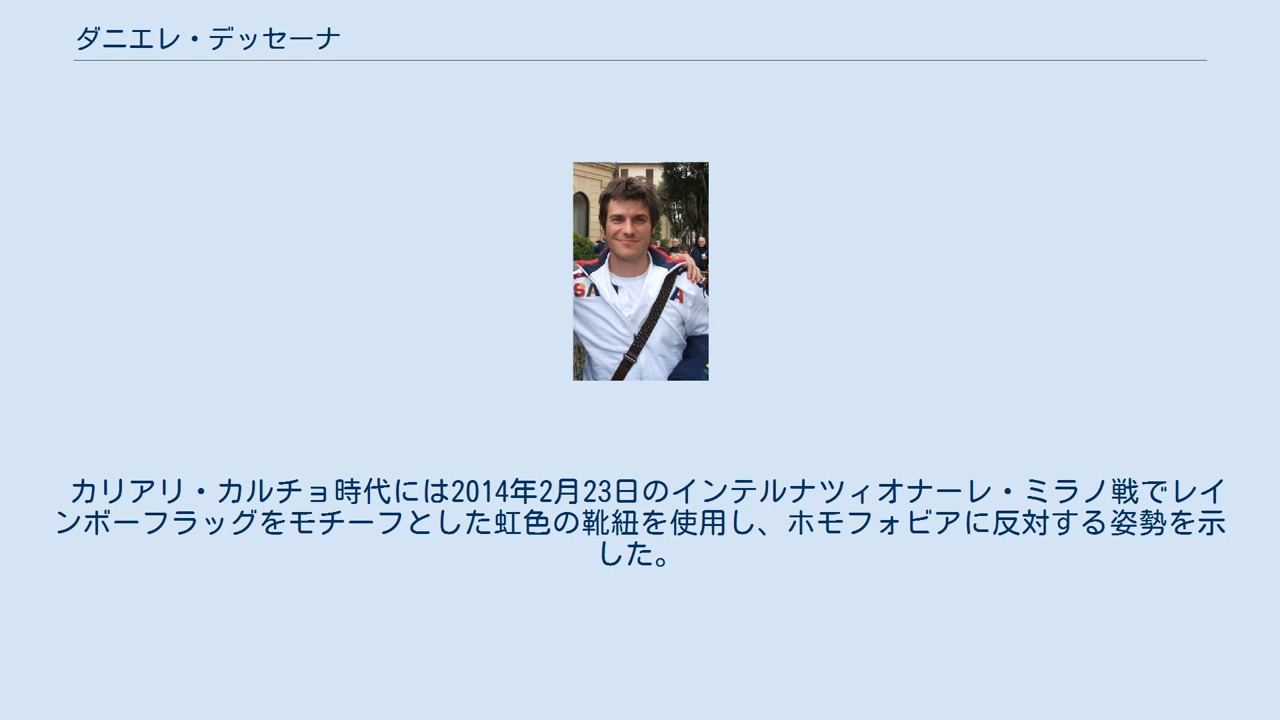 ダニエレ・デッセーナ
カリアリ・カルチョ時代には2014年2月23日のインテルナツィオナーレ・ミラノ戦でレイ
ンボーフラッグをモチーフとした虹色の靴紐を使用し、ホモフォビアに反対する姿勢を示
した。